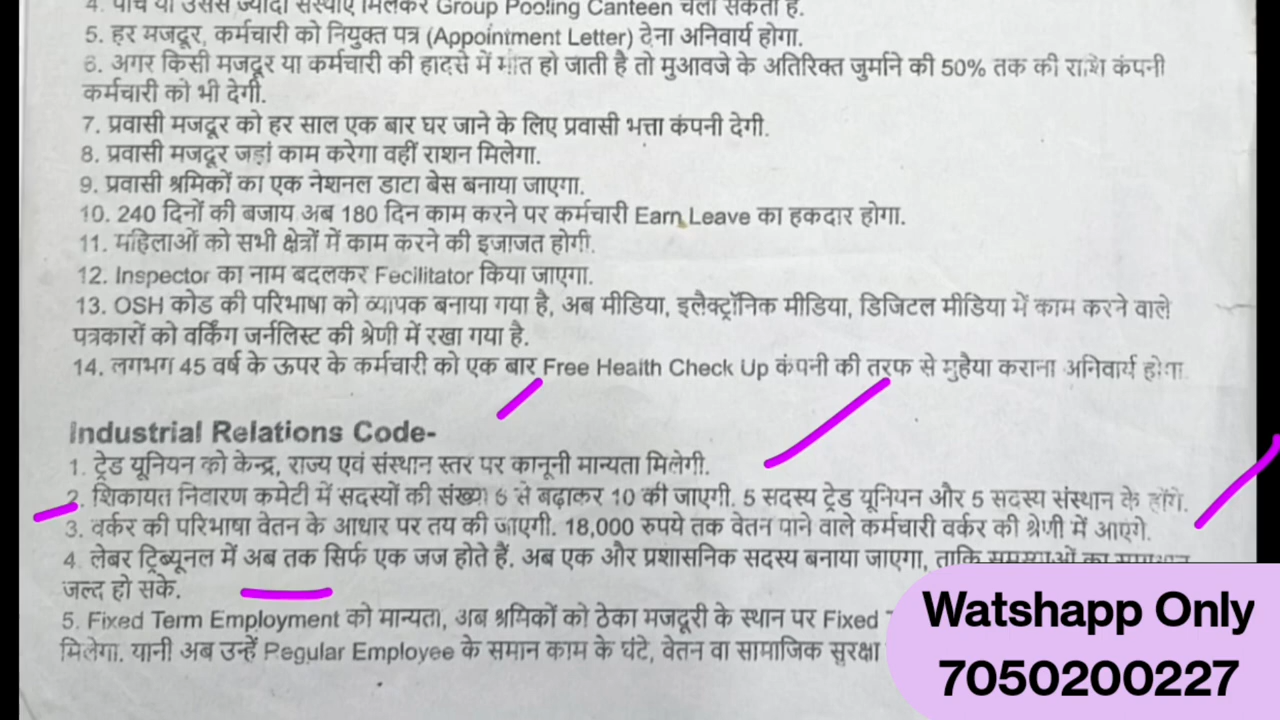 4. पांच या उससे ज्यादा संस्थाएं मिलकर Group Pooling Canteen चला सकती हैं.
5. हर मजदूर, कर्मचारी को नियुक्त पत्र (Appointment Letter) देना अनिवार्य होगा.
6. अगर किसी मजदूर या कर्मचारी की हादसे में मौत हो जाती है तो मुआवजे के अतिरिक्त जुर्माने की 50% तक की राशि कंपनी
कर्मचारी को भी देगी.
7. प्रवासी मजदूर को हर साल एक बार घर जाने के लिए प्रवासी भत्ता कंपनी देगी.
8. प्रवासी मजदूर जहां काम करेगा वहीं राशन मिलेगा.
9. प्रवासी श्रमिकों का एक नेशनल डाटा बेस बनाया जाएगा.
10. 240 दिनों की बजाय अब 180 दिन काम करने पर कर्मचारी Earn Leave का हकदार होगा.
11. महिलाओं को सभी क्षेत्रों में काम करने की इजाजत होगी.
12. Inspector का नाम बदलकर Fecilitator किया जाएगा.
13. OSH कोड की परिभाषा को व्यापक बनाया गया है, अब मीडिया, इलैक्ट्रॉनिक मीडिया, डिजिटल मीडिया में काम करने वाले
पत्रकारों को वर्किंग जर्नलिस्ट की श्रेणी में रखा गया है.
14. लगभग 45 वर्ष के ऊपर के कर्मचारी को एक बार Free Health Check Up कंपनी की तरफ से मुहैया कराना अनिवार्य होगा.
Industrial Relations Code-
1. ट्रेड यूनियन को केन्द्र, राज्य एवं संस्थान स्तर पर कानूनी मान्यता मिलेगी.
2. शिकायत निवारण कमेटी में सदस्यों की संख्या 6 से बढ़ाकर 10 की जाएगी. 5 सदस्य ट्रेड यूनियन और 5 सदस्य संस्थान के होंगे.
3. वर्कर की परिभाषा वेतन के आधार पर तय की जाएगी. 18,000 रुपये तक वेतन पाने वाले कर्मचारी वर्कर की श्रेणी में आएंगे.
4. लेबर ट्रिब्यूनल में अब तक सिर्फ एक जज होते हैं. अब एक और प्रशासनिक सदस्य बनाया जाएगा, ताकि समस्याओं का समाधान
जल्द हो सके.
5. Fixed Term Employment को मान्यता, अब श्रमिकों को ठेका मजदूरी के स्थान पर Fixed
मिलेगा. यानी अब उन्हें Regular Employee के समान काम के घंटे, वेतन वा सामाजिक सुरक्षा
Watshapp Only
7050200227